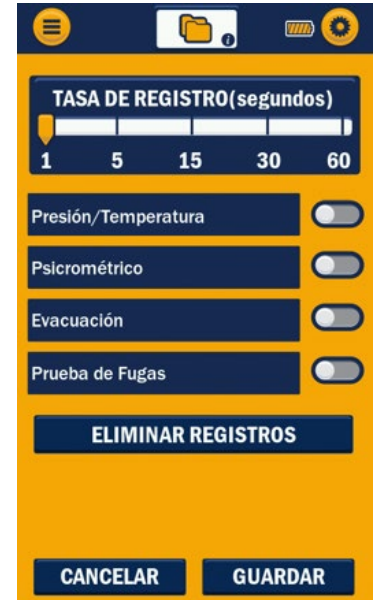 i
TASA DE REGISTRO(segundos)
1 5 15 30 60
Presión/Temperatura
Psicrométrico
Evacuación
Prueba de Fugas
ELIMINAR REGISTROS
CANCELAR GUARDAR